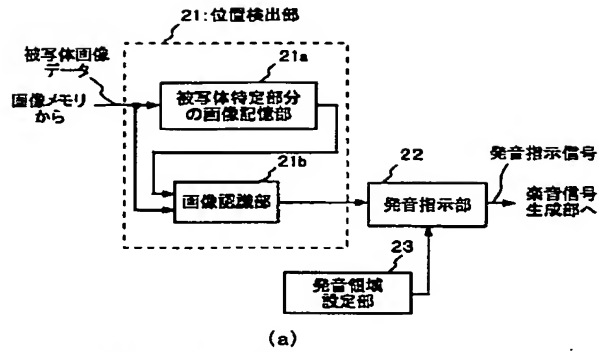 21:位置検出部
被写体画像
データ
画像メモリ
から
21a
被写体特定部分
の画像記憶部
21b
画像認識部
22
発音指示部
発音指示信号
楽音信号
生成部へ
23
発音領域
設定部
(a)